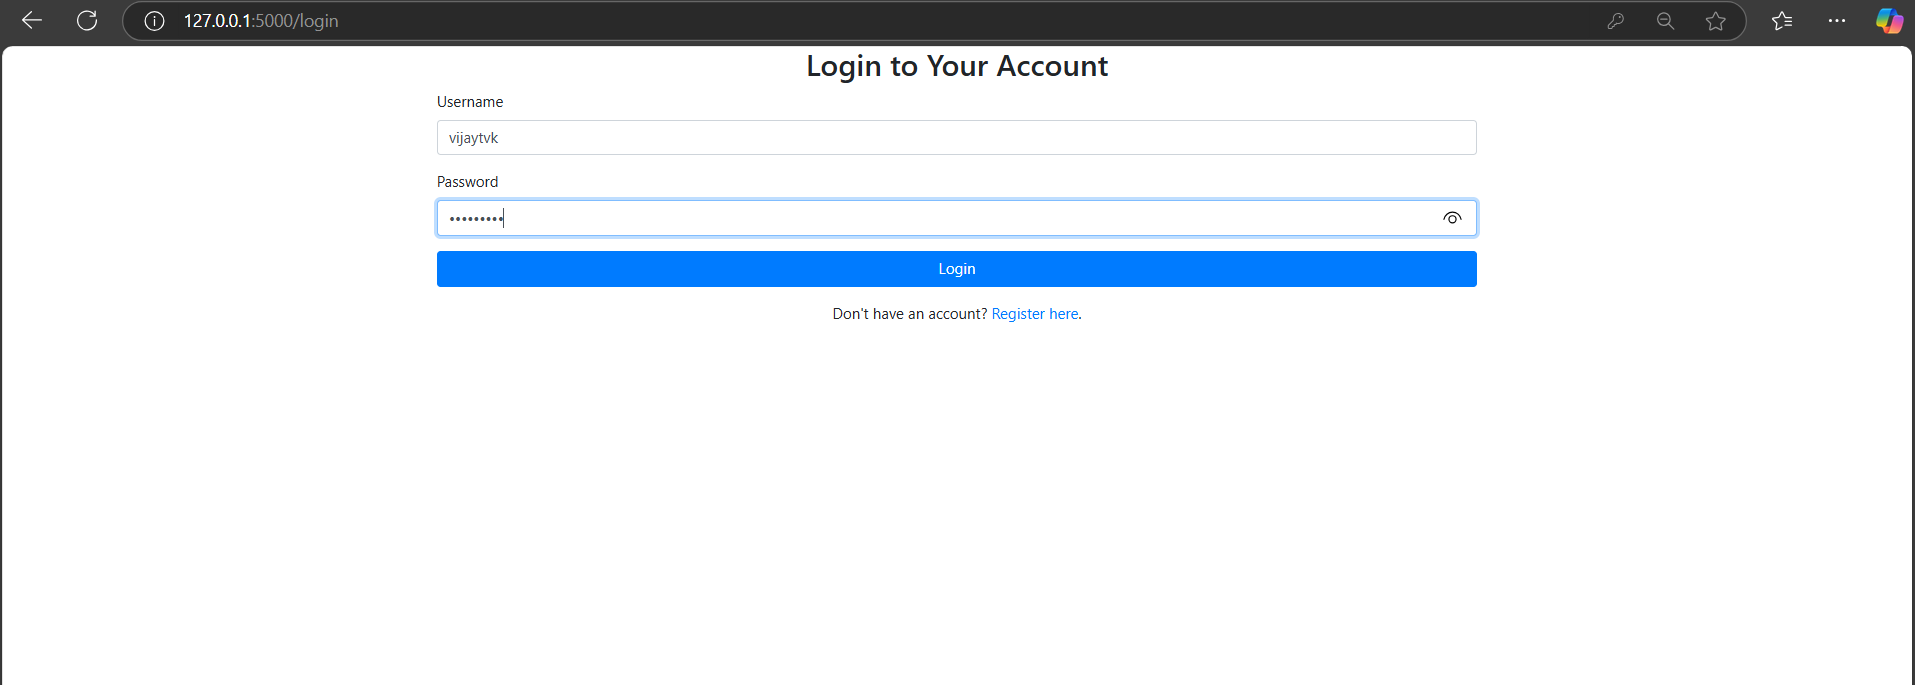 127.0.0.1:5000/login
Login to Your Account
Username
vijaytvk
Password
•••••••••
Login
Don't have an account? Register here.